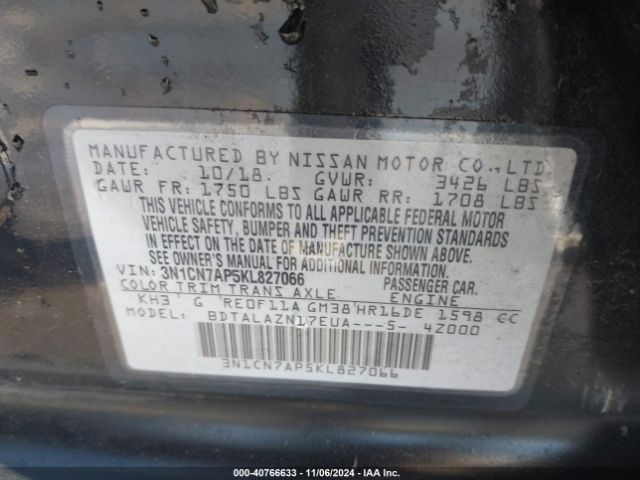 MANUFACTURED BY NISSAN MOTOR CO., LTD.
DATE: 10/18 GVWR: 3426 LBS
GAWR FR: 1750 LBS GAWR RR: 1708 LBS
THIS VEHICLE CONFORMS TO ALL APPLICABLE FEDERAL MOTOR
VEHICLE SAFETY, BUMPER AND THEFT PREVENTION STANDARDS
IN EFFECT ON THE DATE OF MANUFACTURE SHOWN ABOVE.
SEE OWNER'S MANUAL FOR ADDITIONAL INFORMATION.
VIN: 3N1CN7AP5KL827066 PASSENGER CAR.
COLOR TRIM TRANS AXLE ENGINE
KH3 G RE0F11A GM38 HR16DE 1598 CC
MODEL: BDTALAZN17EUA---5- 4Z000
3N1CN7AP5KL827066
000-40766633 — 11/06/2024 — IAA Inc.